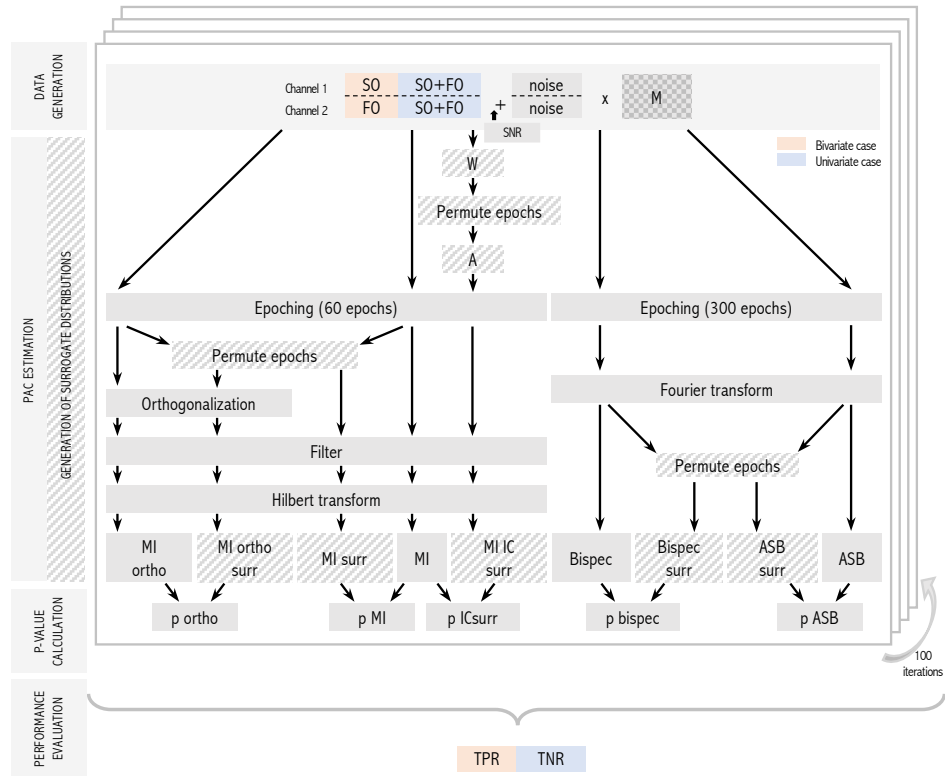 DATA
GENERATION
Channel 1
SO
SO+FO
noise
Channel 2
FO
SO+FO
+
noise
x
M
SNR
Bivariate case
Univariate case
PAC ESTIMATION
GENERATION OF SURROGATE DISTRIBUTIONS
W
Permute epochs
A
Epoching (60 epochs)
Epoching (300 epochs)
Permute epochs
Fourier transform
Orthogonalization
Filter
Permute epochs
Hilbert transform
MI
ortho
MI ortho
surr
MI surr
MI
MI IC
surr
Bispec
Bispec
surr
ASB
surr
ASB
P-VALUE
CALCULATION
p ortho
p MI
p ICsurr
p bispec
p ASB
100
iterations
PERFORMANCE
EVALUATION
TPR
TNR